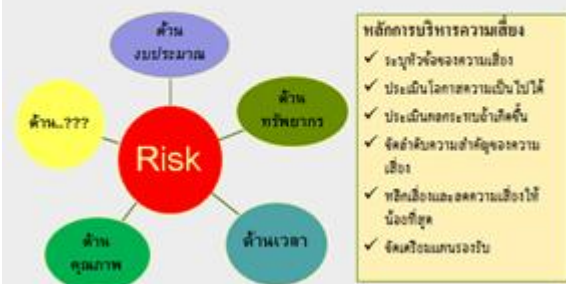 ด้าน
งบประมาณ
ด้าน
ทรัพยากร
ด้าน..???
Risk
ด้าน
คุณภาพ
ด้านเวลา
หลักการบริหารความเสี่ยง
✓ ระบุหัวข้อของความเสี่ยง
✓ ประเมินโอกาสความเป็นไปได้
✓ ประเมินผลกระทบถ้าเกิดขึ้น
✓ จัดลำดับความสำคัญของความ
เสี่ยง
✓ หลีกเลี่ยงและลดความเสี่ยงให้
น้อยที่สุด
✓ จัดเตรียมแผนรองรับ